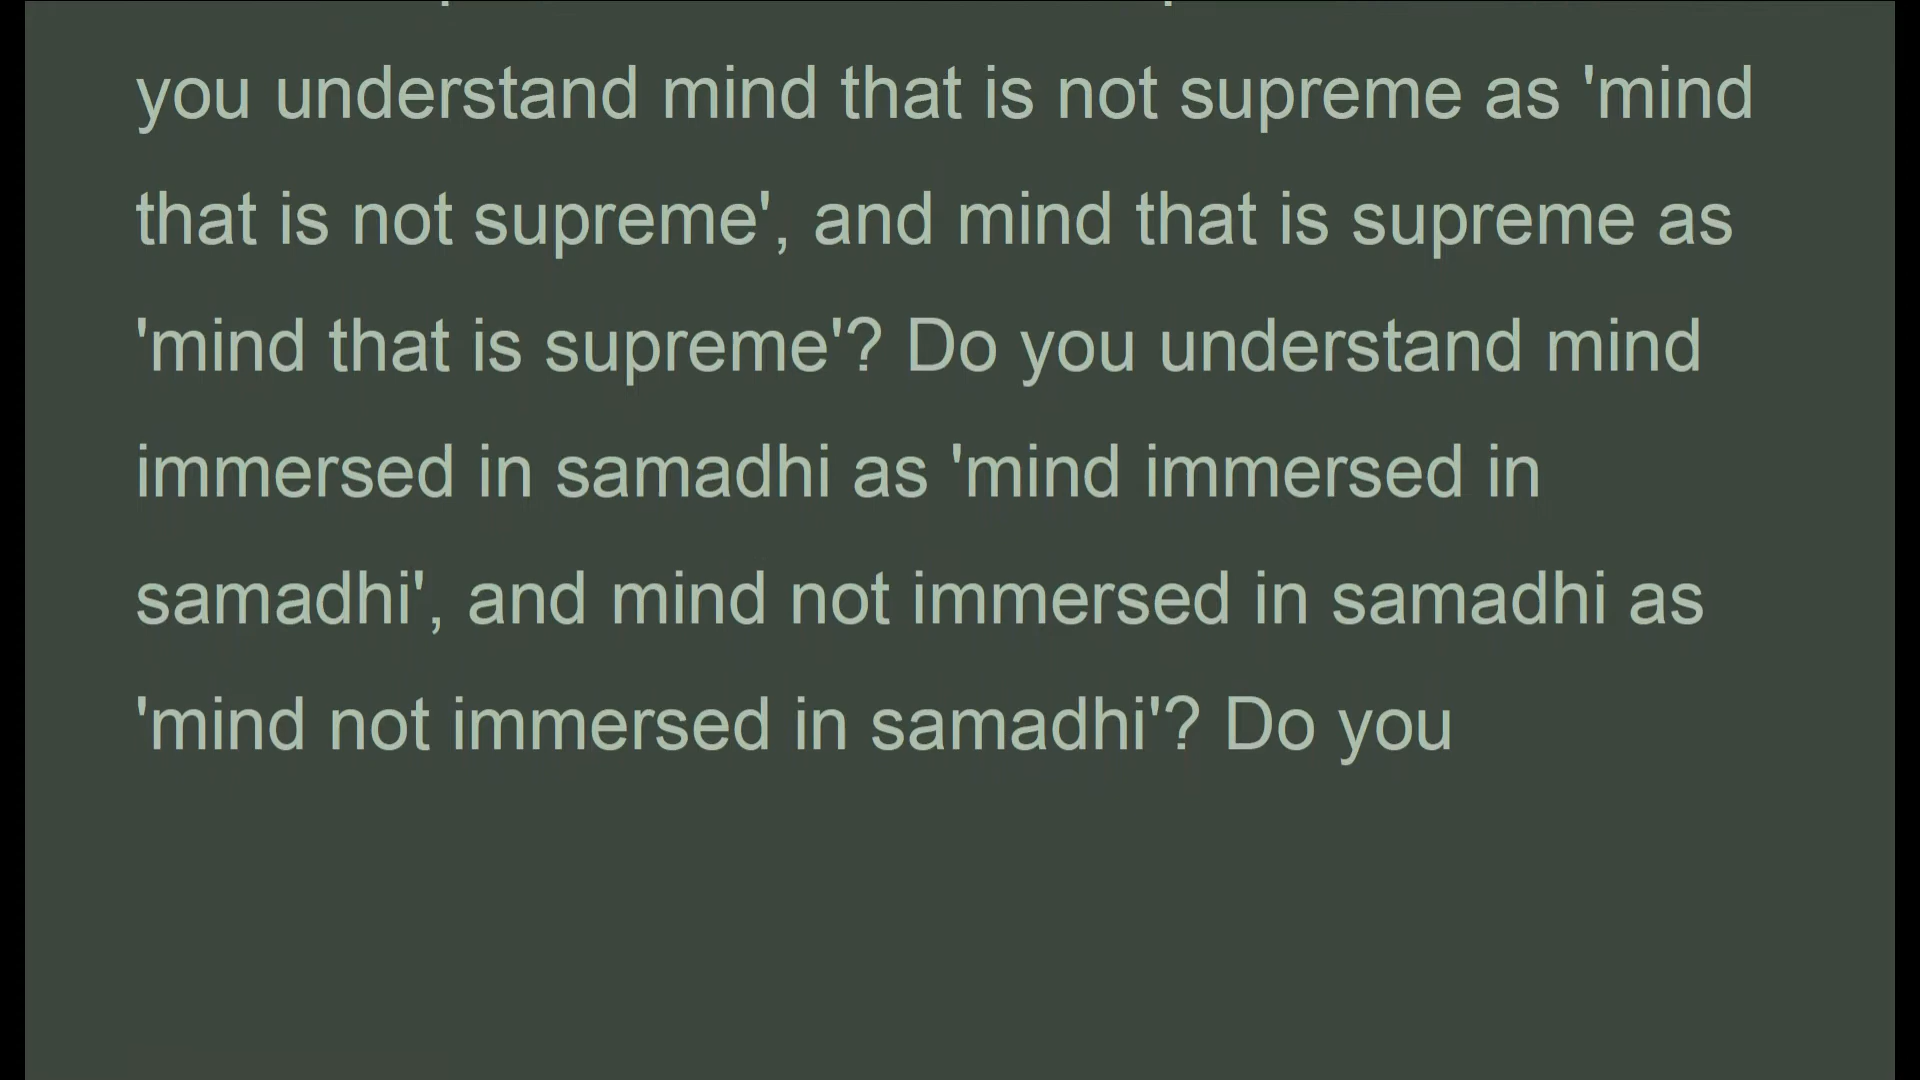 you understand mind that is not supreme as 'mind
that is not supreme', and mind that is supreme as
'mind that is supreme'? Do you understand mind
immersed in samadhi as 'mind immersed in
samadhi', and mind not immersed in samadhi as
'mind not immersed in samadhi'? Do you